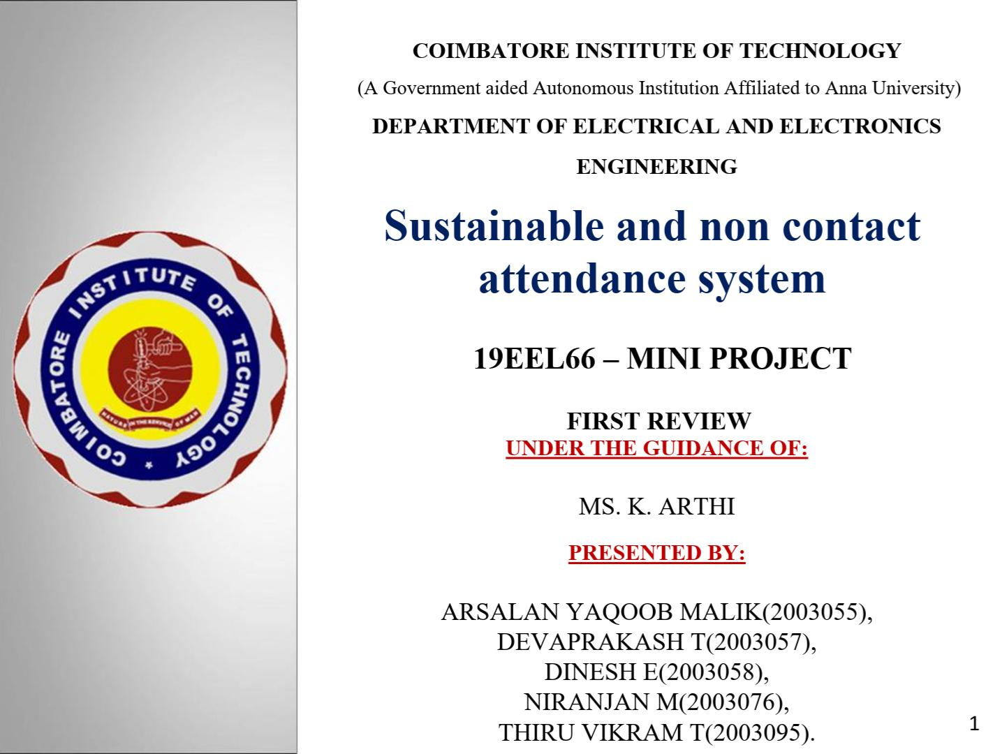 COIMBATORE INSTITUTE OF TECHNOLOGY
(A Government aided Autonomous Institution Affiliated to Anna University)
DEPARTMENT OF ELECTRICAL AND ELECTRONICS
ENGINEERING
Sustainable and non contact
attendance system
19EEL66 – MINI PROJECT
FIRST REVIEW
UNDER THE GUIDANCE OF:
MS. K. ARTHI
PRESENTED BY:
ARSALAN YAQOOB MALIK(2003055),
DEVAPRAKASH T(2003057),
DINESH E(2003058),
NIRANJAN M(2003076),
THIRU VIKRAM T(2003095).
1
COIMBATORE INSTITUTE OF TECHNOLOGY
NATURE IN THE SERVICE OF MAN